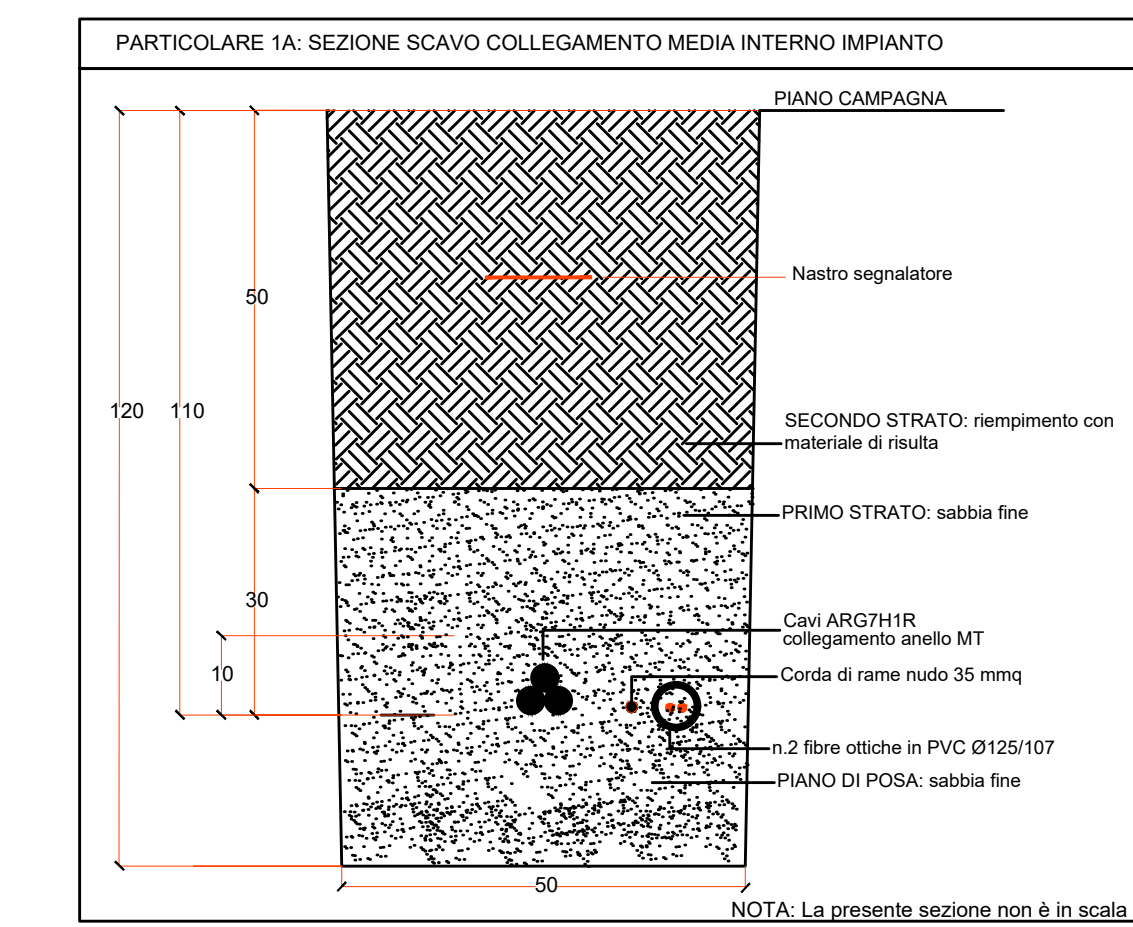 PARTICOLARE 1A: SEZIONE SCAVO COLLEGAMENTO MEDIA INTERNO IMPIANTO
PIANO CAMPAGNA
Nastro segnalatore
50
120
110
SECONDO STRATO: riempimento con
materiale di risulta
PRIMO STRATO: sabbia fine
30
Cavi ARG7H1R
collegamento anello MT
10
Corda di rame nudo 35 mmq
n.2 fibre ottiche in PVC Ø125/107
PIANO DI POSA: sabbia fine
50
NOTA: La presente sezione non è in scala